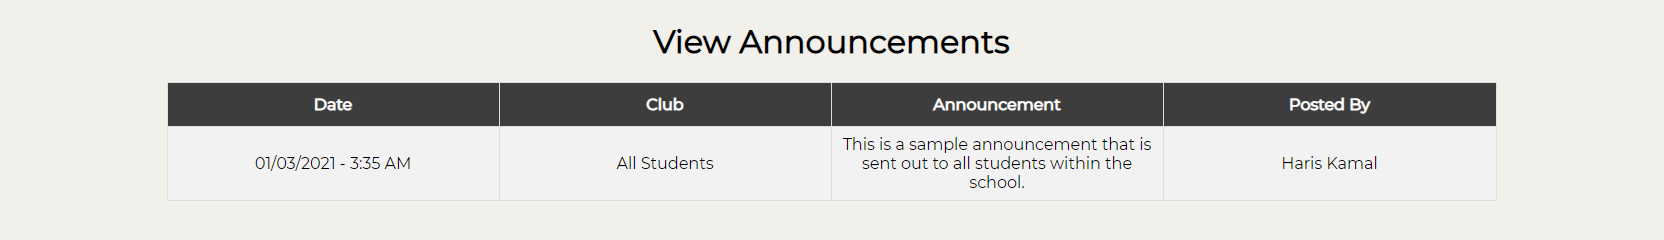 View Announcements
Date Club Announcement Posted By
01/03/2021 - 3:35 AM All Students This is a sample announcement that is
sent out to all students within the
school. Haris Kamal